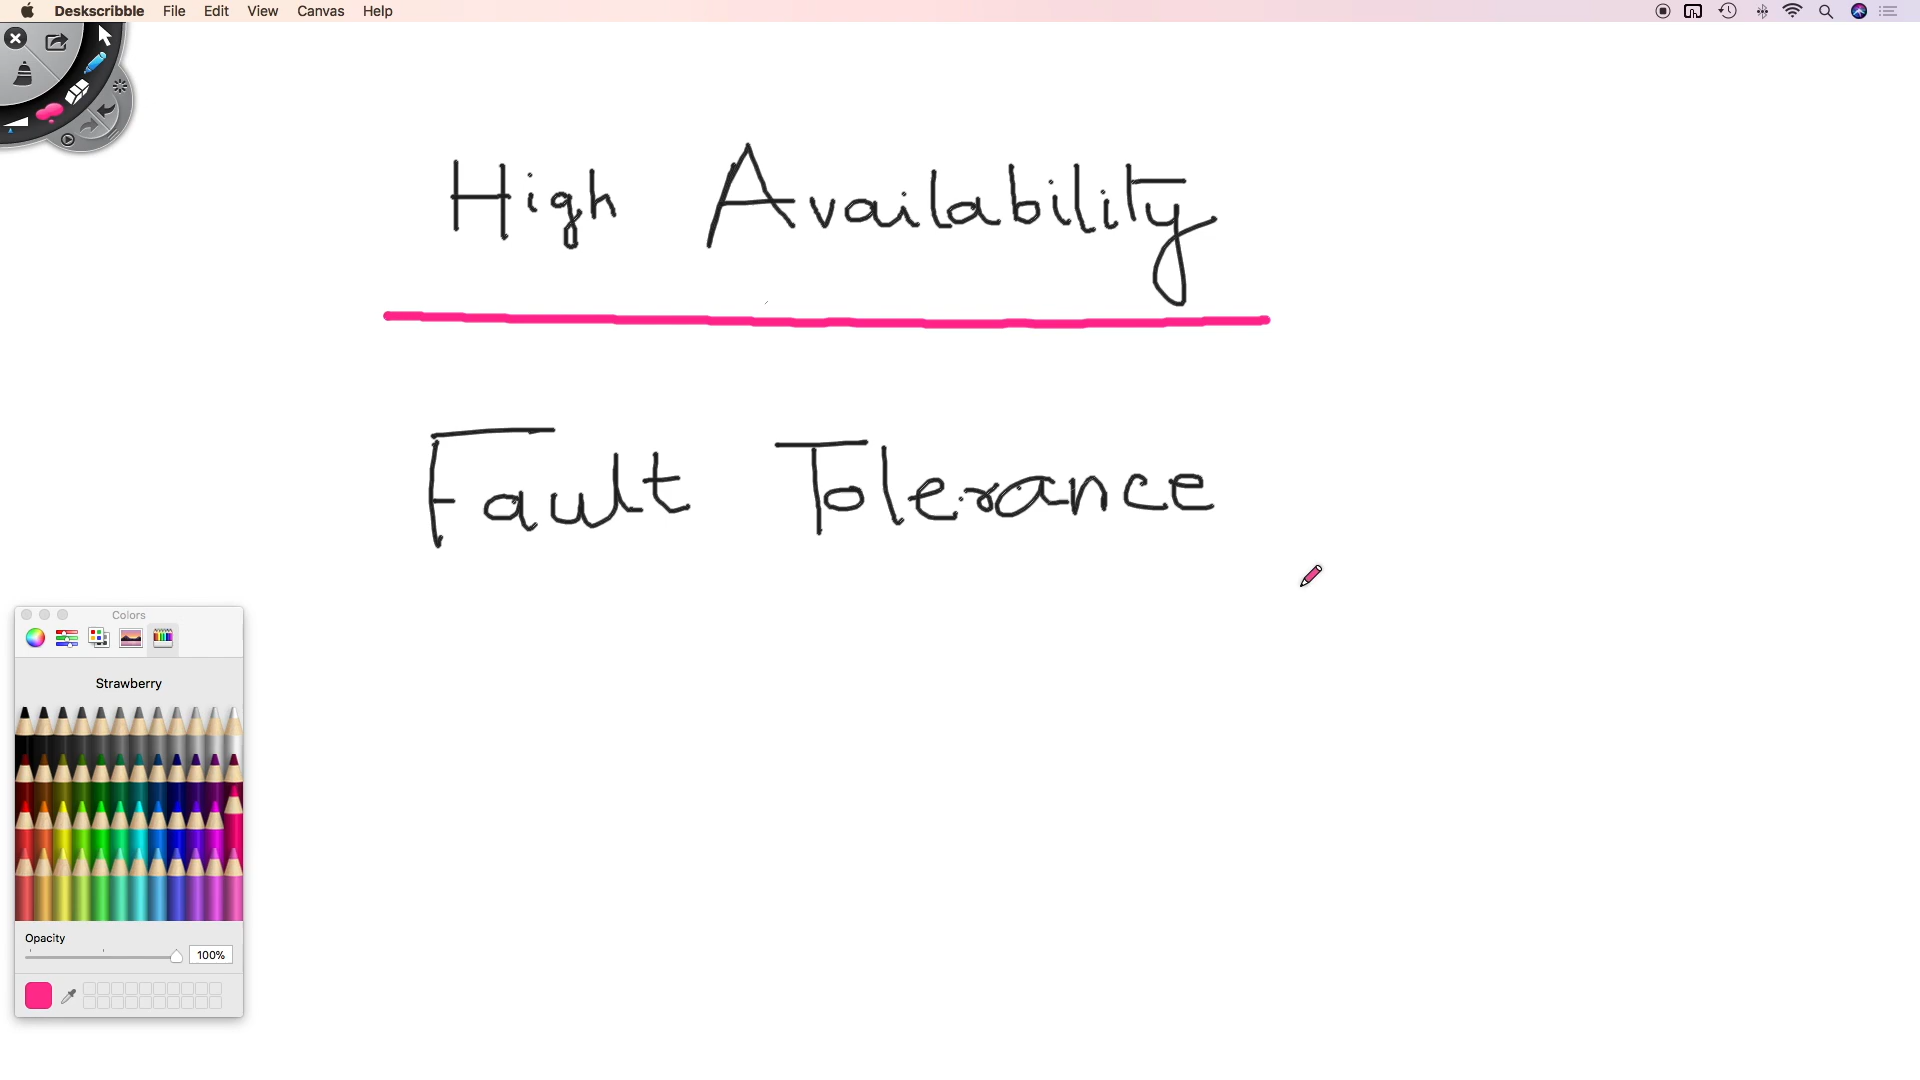 Deskscribble File Edit View Canvas Help
High Availability
Fault Tolerance
Colors
Strawberry
Opacity
100%